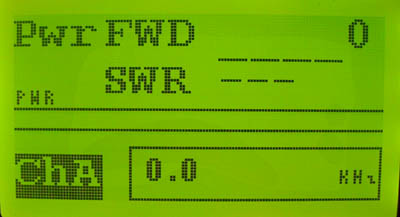 Pwr FWD 0
SWR ---
PWR
ChA 0.0 KHz